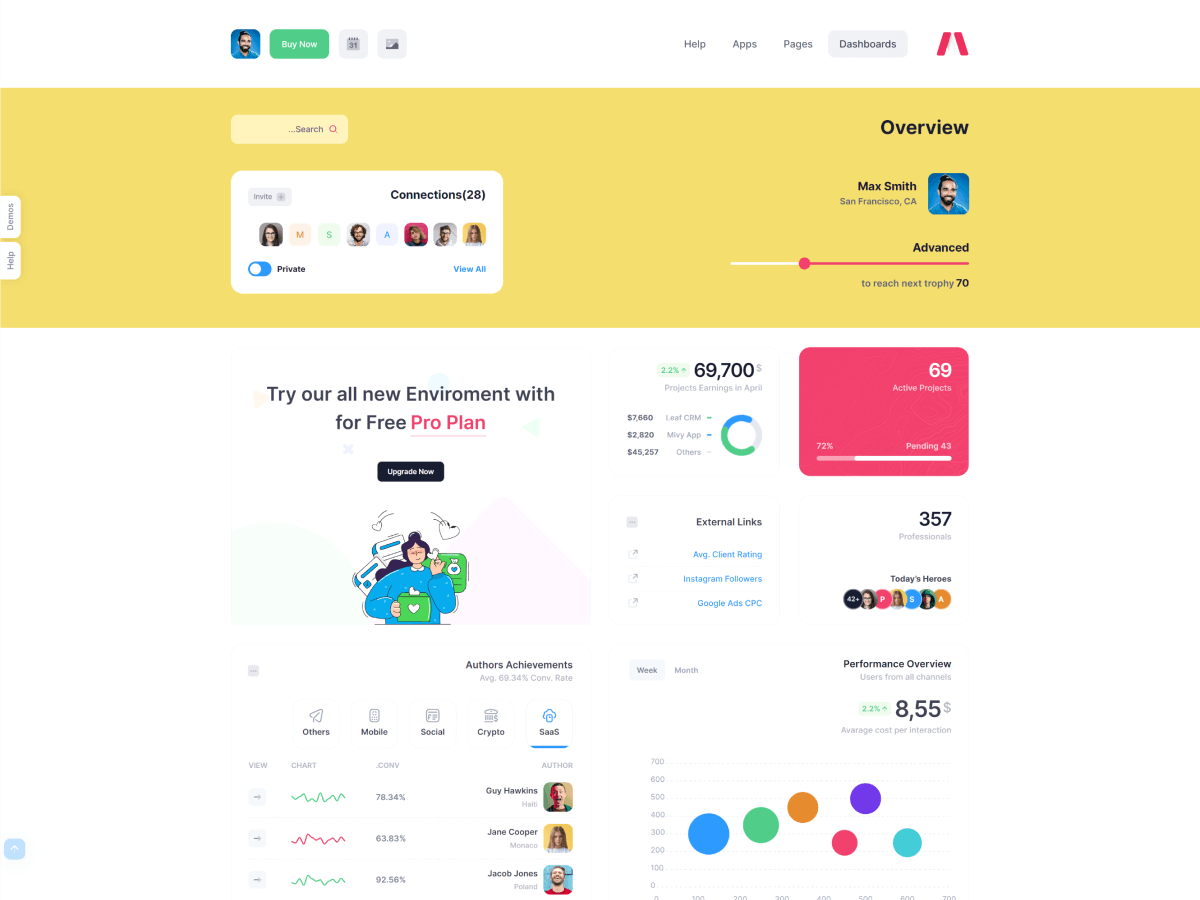 Buy Now
31
Help
Apps
Pages
Dashboards
...Search
Overview
Invite
Connections(28)
M
S
A
Private
View All
Max Smith
San Francisco, CA
Advanced
to reach next trophy 70
Demos
Help
Try our all new Enviroment with
for Free Pro Plan
Upgrade Now
2.2%
69,700 $
Projects Earnings in April
$7,660 Leaf CRM
$2,820 Mivy App
$45,257 Others
69
Active Projects
72%
Pending 43
External Links
Avg. Client Rating
Instagram Followers
Google Ads CPC
357
Professionals
Today's Heroes
42+
P
S
A
Authors Achievements
Avg. 69.34% Conv. Rate
Others
Mobile
Social
Crypto
SaaS
VIEW CHART .CONV AUTHOR
78.34%
Guy Hawkins
Haiti
63.83%
Jane Cooper
Monaco
92.56%
Jacob Jones
Poland
Week
Month
Performance Overview
Users from all channels
2.2%
8,55 $
Avarage cost per interaction
700
600
500
400
300
200
100
0
0 100 200 300 400 500 600 700